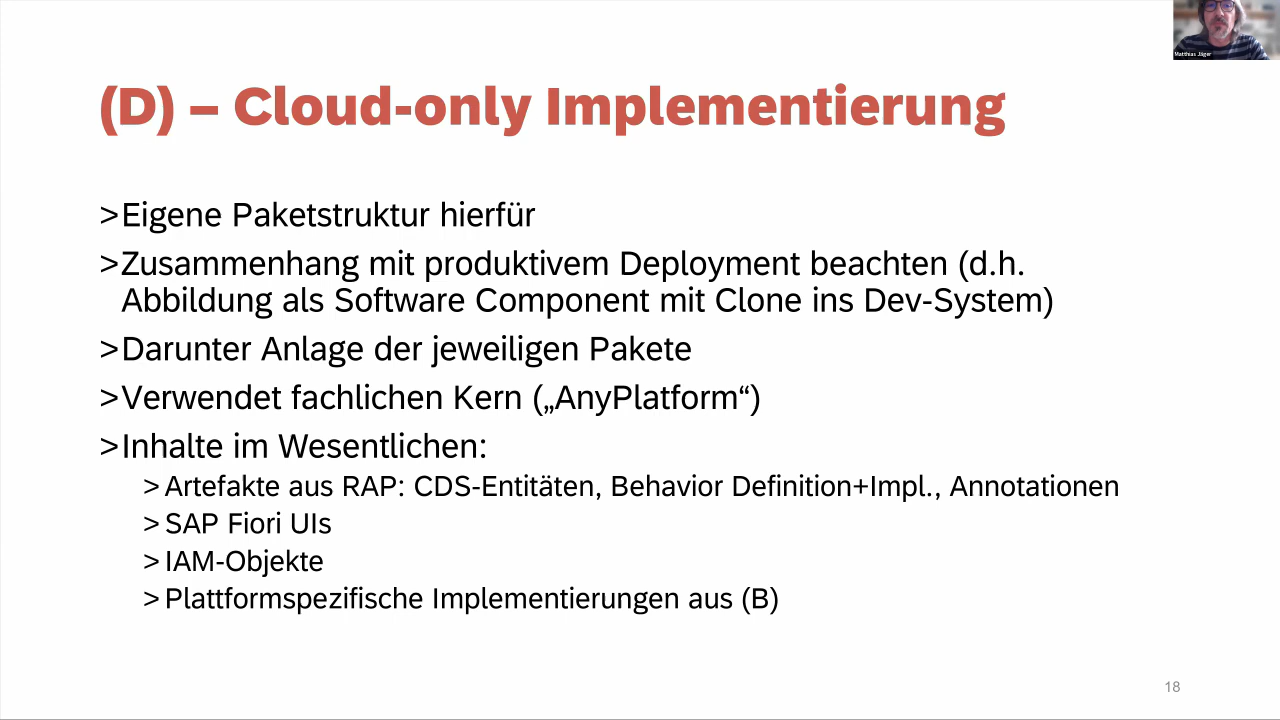 Matthias Jäger
(D) – Cloud-only Implementierung
>Eigene Paketstruktur hierfür
>Zusammenhang mit produktivem Deployment beachten (d.h.
Abbildung als Software Component mit Clone ins Dev-System)
>Darunter Anlage der jeweiligen Pakete
>Verwendet fachlichen Kern („AnyPlatform“)
>Inhalte im Wesentlichen:
>Artefakte aus RAP: CDS-Entitäten, Behavior Definition+Impl., Annotationen
>SAP Fiori UIs
>IAM-Objekte
>Plattformspezifische Implementierungen aus (B)
18